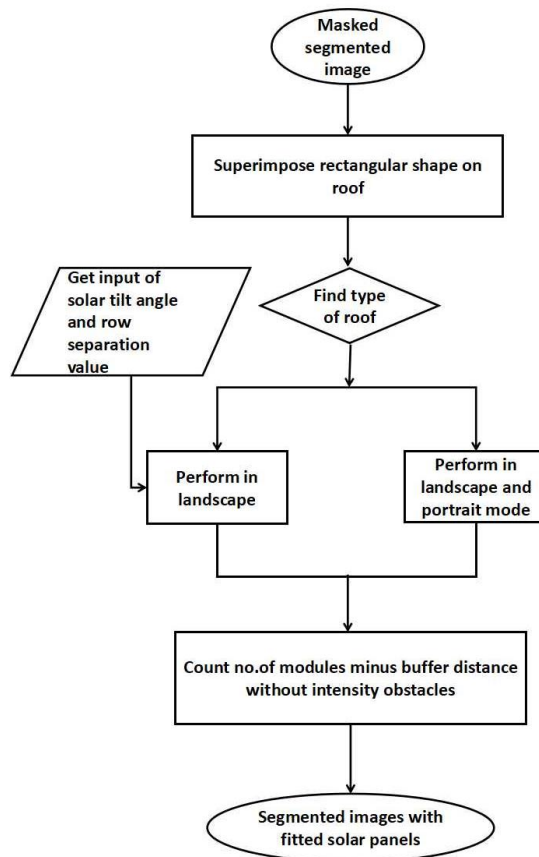 Masked
segmented
image
Superimpose rectangular shape on
roof
Get input of
solar tilt angle
and row
separation
value
Find type
of roof
Perform in
landscape
Perform in
landscape and
portrait mode
Count no.of modules minus buffer distance
without intensity obstacles
Segmented images with
fitted solar panels